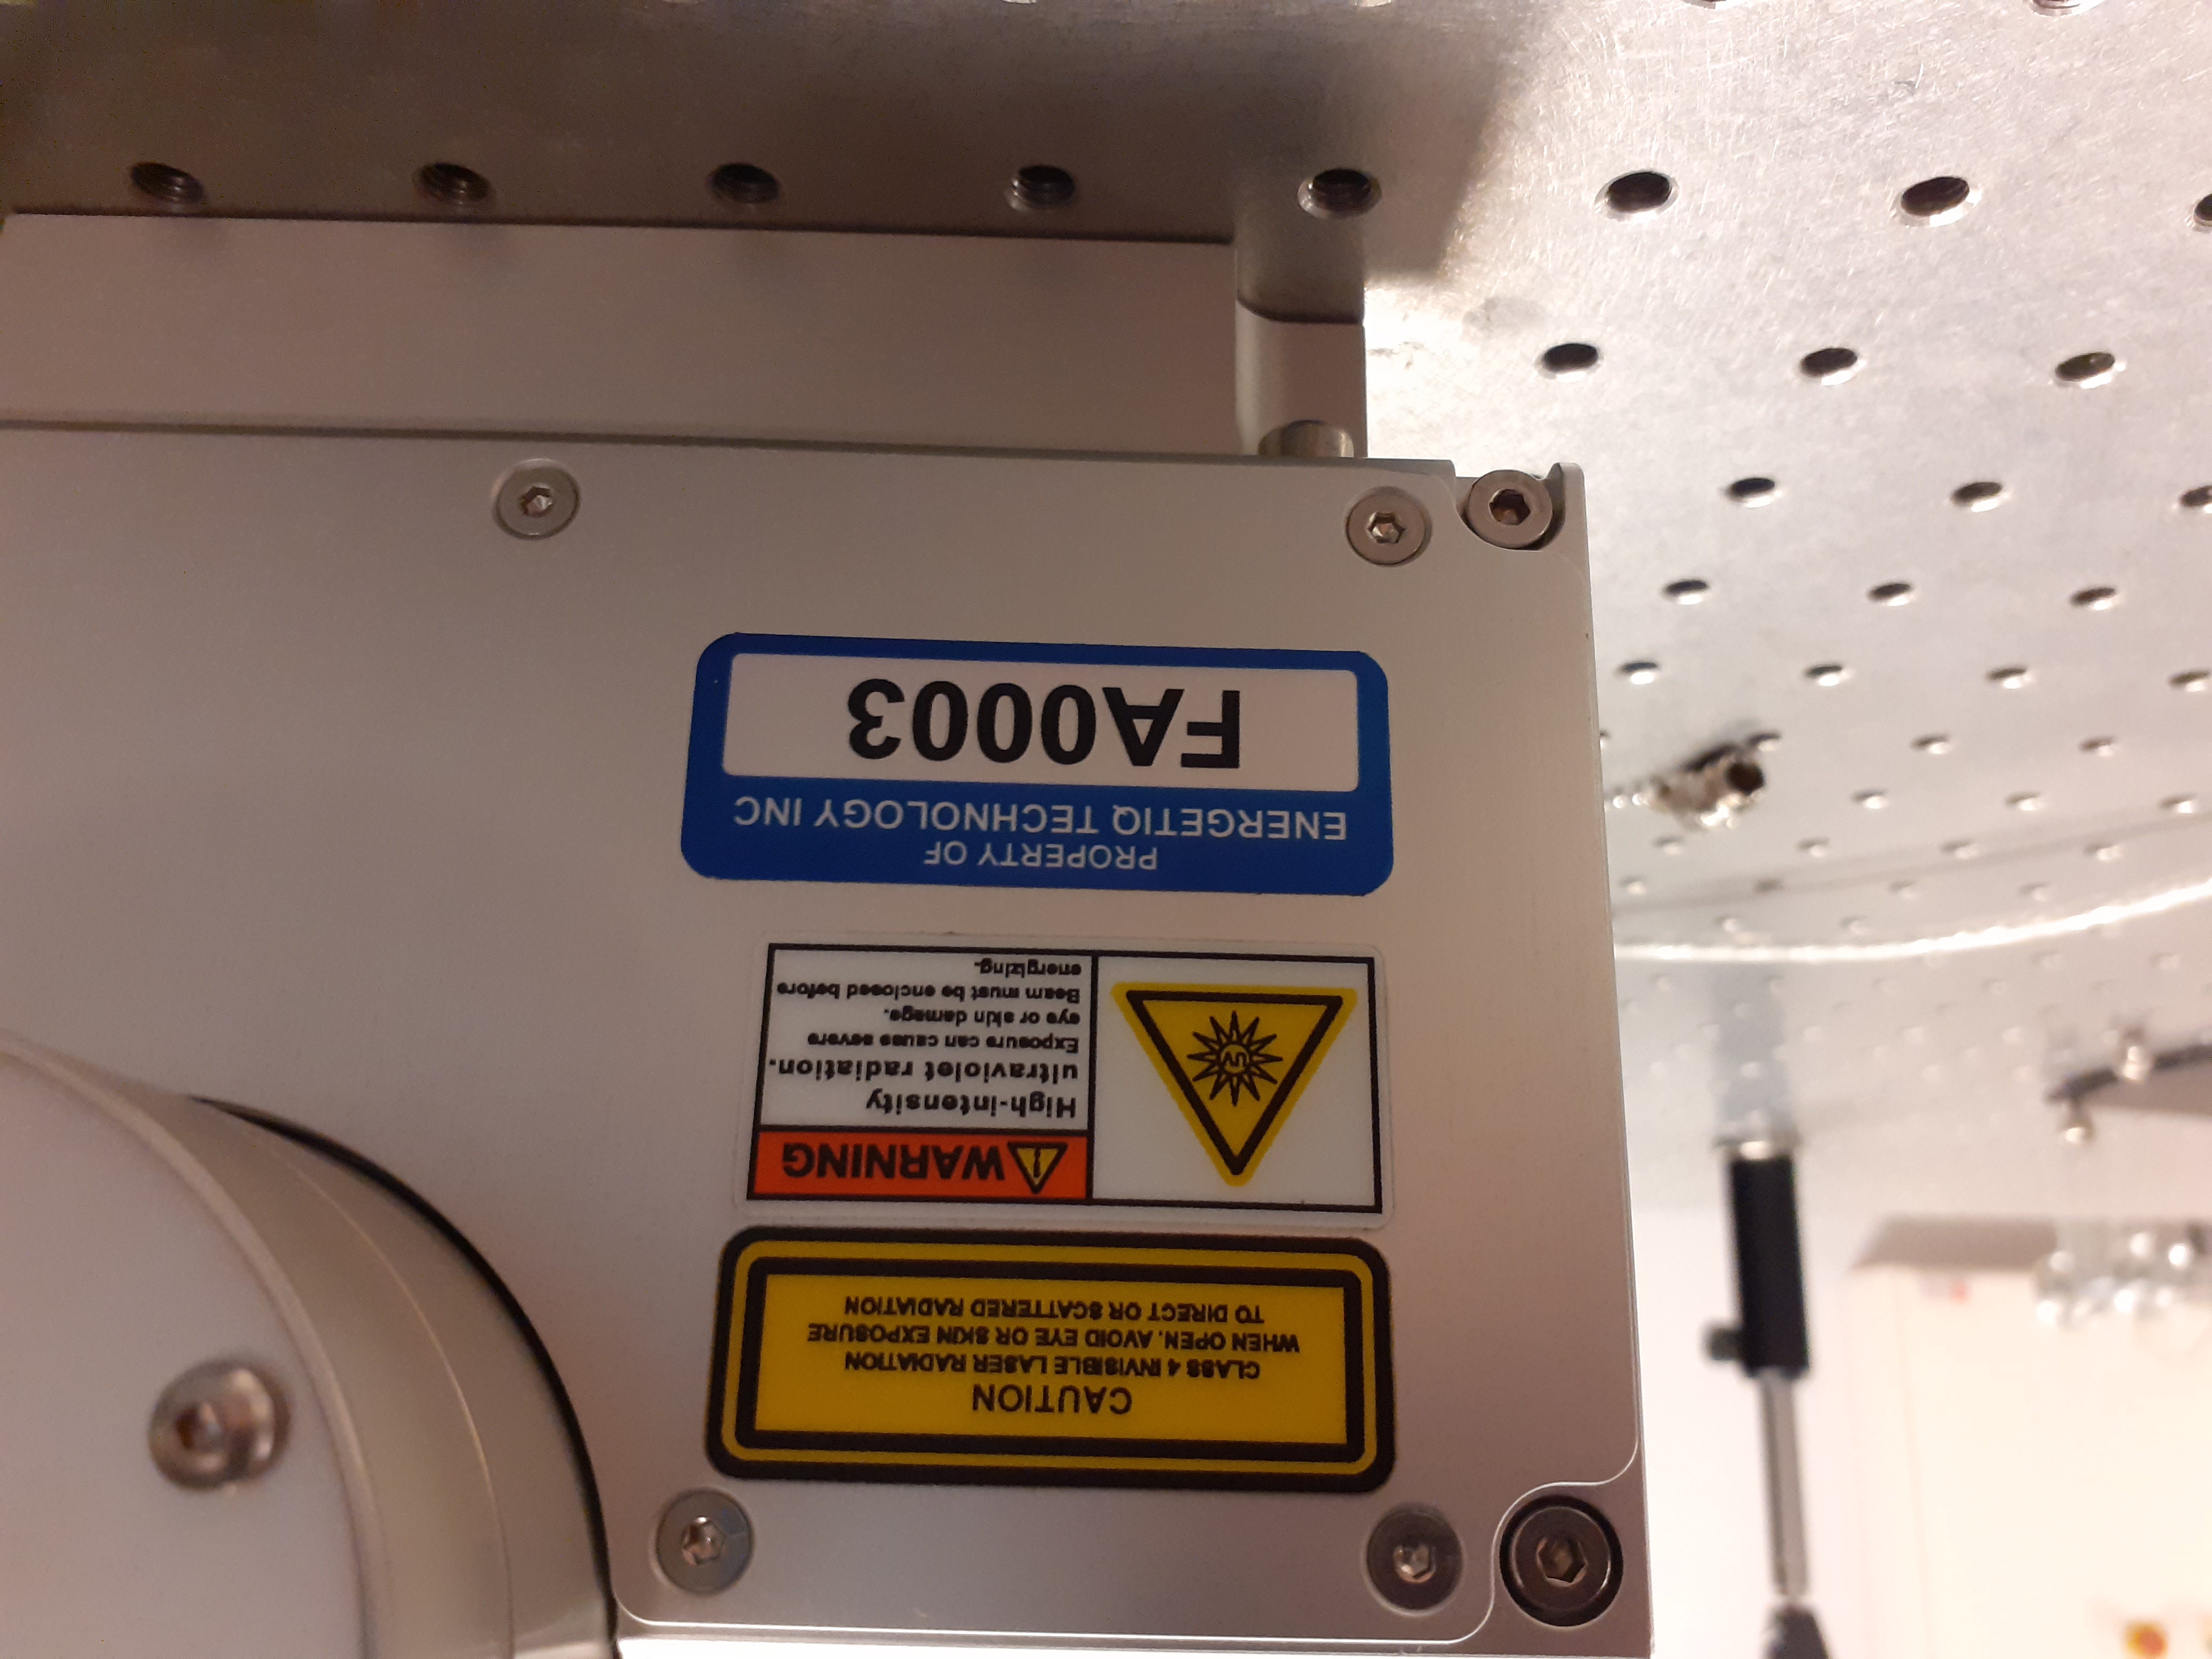 CAUTION
CLASS 4 INVISIBLE LASER RADIATION
WHEN OPEN, AVOID EYE OR SKIN EXPOSURE
TO DIRECT OR SCATTERED RADIATION
UV
WARNING
High-intensity
ultraviolet radiation.
Exposure can cause severe
eye or skin damage.
Beam must be enclosed before
energizing.
PROPERTY OF
ENERGETIQ TECHNOLOGY INC
FA0003